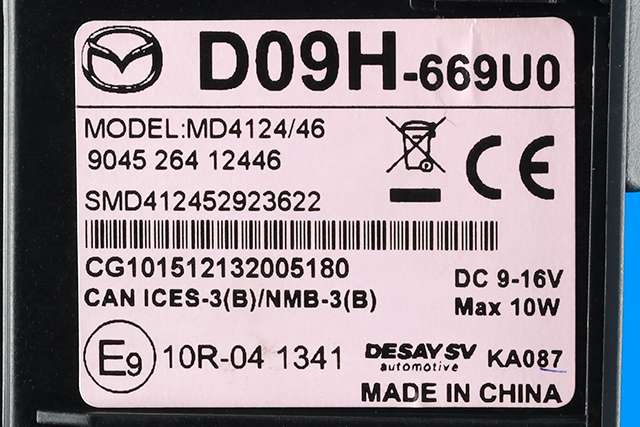 D09H-669U0
MODEL:MD4124/46
9045 264 12446
SMD412452923622
CE
CG101512132005180
CAN ICES-3(B)/NMB-3(B)
DC 9-16V
Max 10W
E9 10R-04 1341
DESAY SV
automotive
KA087
MADE IN CHINA